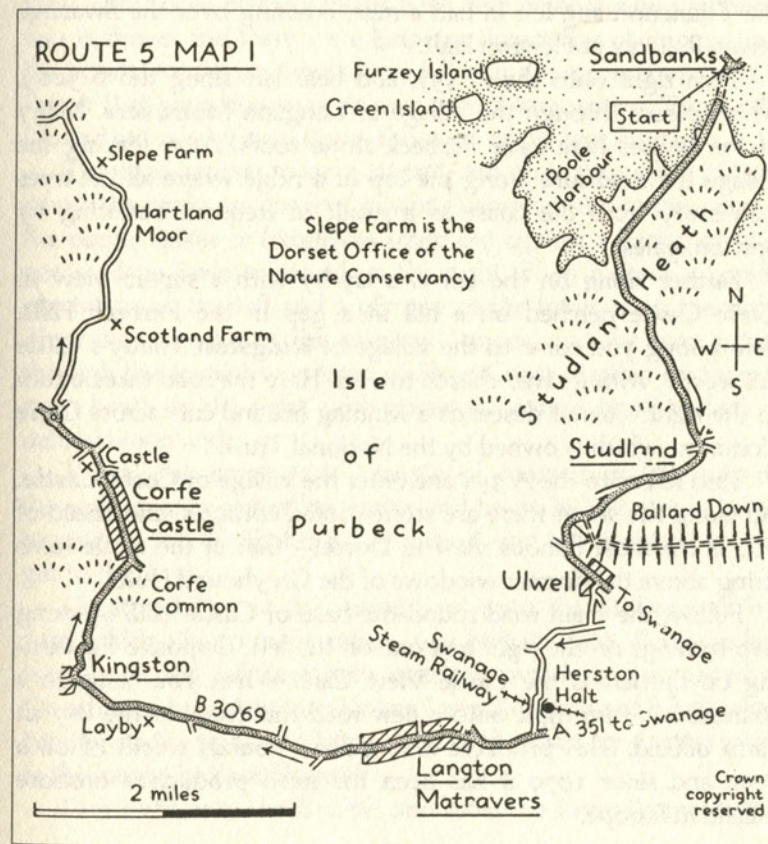 ROUTE 5 MAP I
Sandbanks
Furzey Island
Green Island
Start
Slepe Farm
Poole
Harbour
Hartland
Moor
Slepe Farm is the
Dorset Office of the
Nature Conservancy
Studland Heath
N
W E
S
Scotland Farm
Isle
of
Purbeck
Castle
Corfe
Castle
Studland
Ballard Down
Corfe
Common
Ulwell
To Swanage
Swanage
Steam Railway
Kingston
Herston
Halt
Layby
B 3069
A 351 to Swanage
Langton
Matravers
2 miles
Crown
copyright
reserved